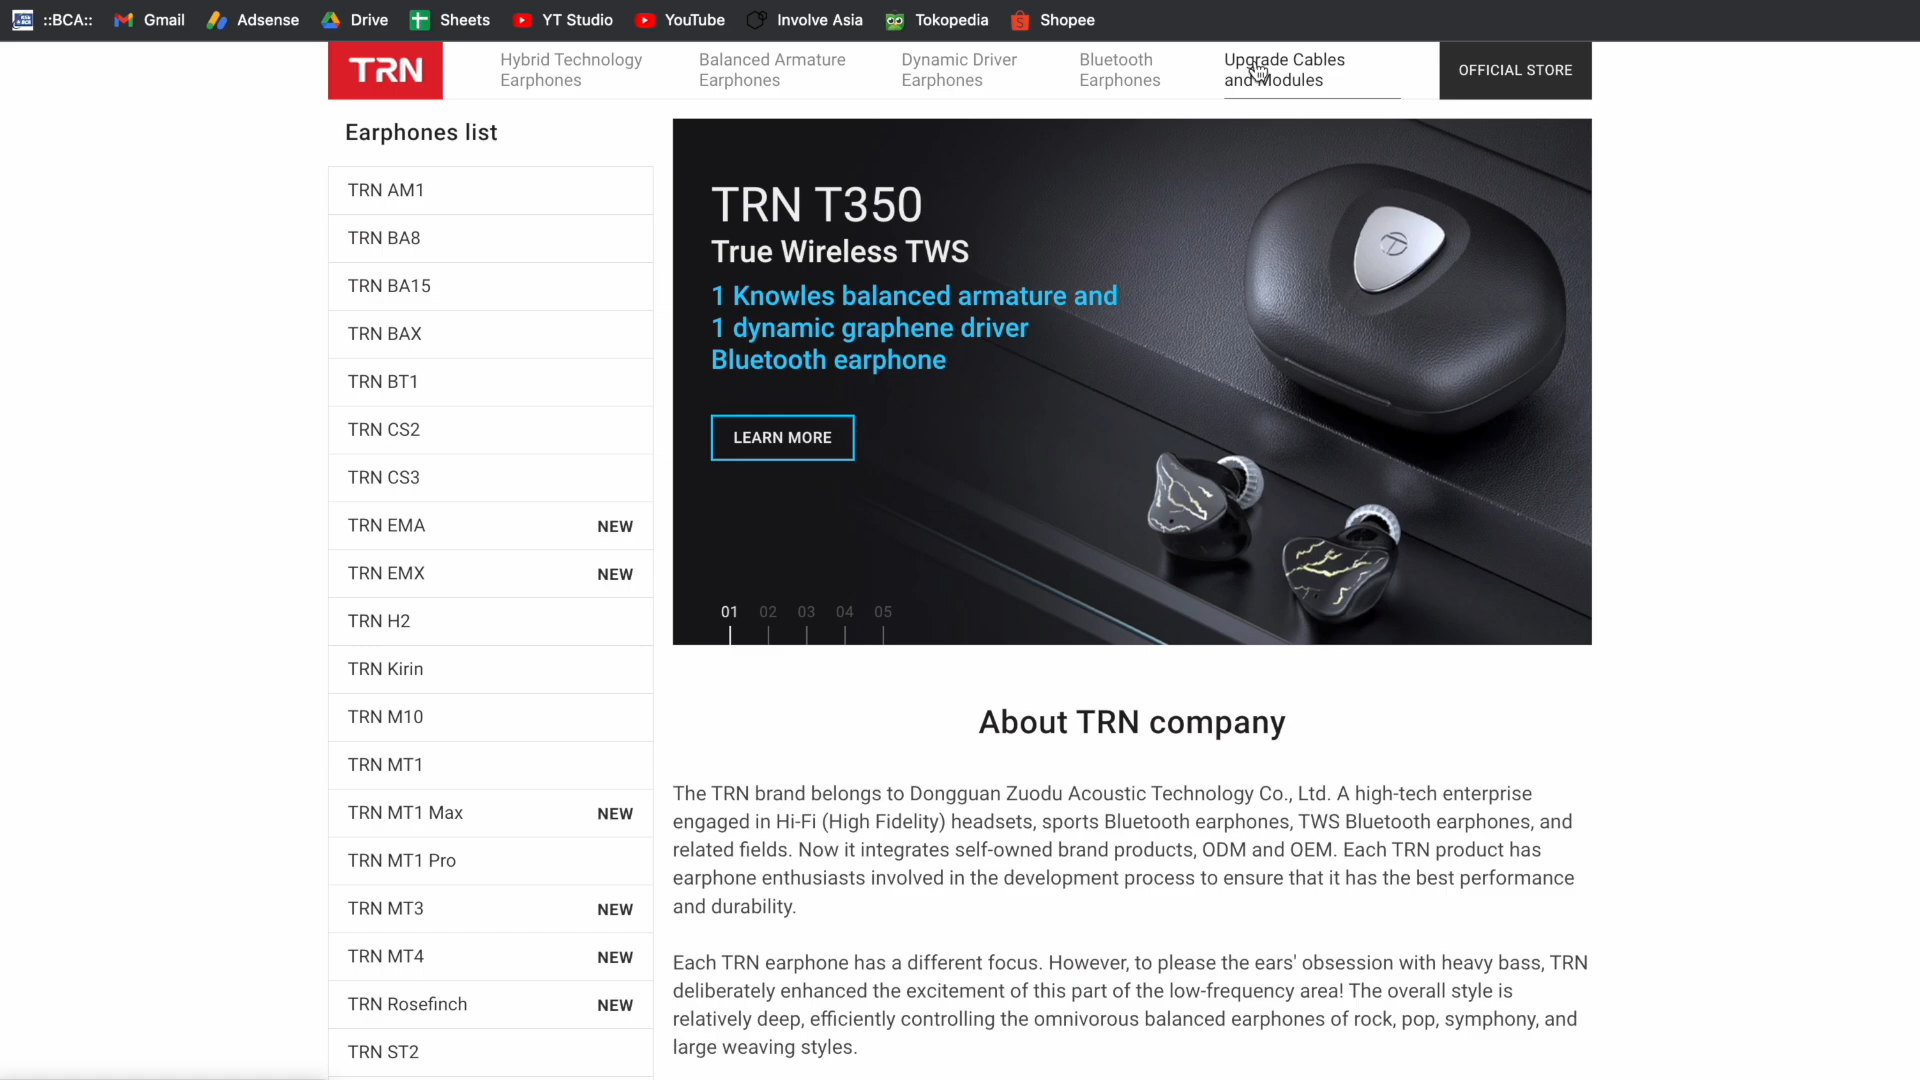 ::BCA:: Gmail Adsense Drive Sheets YT Studio YouTube Involve Asia Tokopedia Shopee
TRN
Hybrid Technology
Earphones
Balanced Armature
Earphones
Dynamic Driver
Earphones
Bluetooth
Earphones
Upgrade Cables
and Modules
OFFICIAL STORE
Earphones list
TRN AM1
TRN BA8
TRN BA15
TRN BAX
TRN BT1
TRN CS2
TRN CS3
TRN EMA NEW
TRN EMX NEW
TRN H2
TRN Kirin
TRN M10
TRN MT1
TRN MT1 Max NEW
TRN MT1 Pro
TRN MT3 NEW
TRN MT4 NEW
TRN Rosefinch NEW
TRN ST2
TRN T350
True Wireless TWS
1 Knowles balanced armature and
1 dynamic graphene driver
Bluetooth earphone
LEARN MORE
01 02 03 04 05
About TRN company
The TRN brand belongs to Dongguan Zuodu Acoustic Technology Co., Ltd. A high-tech enterprise
engaged in Hi-Fi (High Fidelity) headsets, sports Bluetooth earphones, TWS Bluetooth earphones, and
related fields. Now it integrates self-owned brand products, ODM and OEM. Each TRN product has
earphone enthusiasts involved in the development process to ensure that it has the best performance
and durability.
Each TRN earphone has a different focus. However, to please the ears' obsession with heavy bass, TRN
deliberately enhanced the excitement of this part of the low-frequency area! The overall style is
relatively deep, efficiently controlling the omnivorous balanced earphones of rock, pop, symphony, and
large weaving styles.